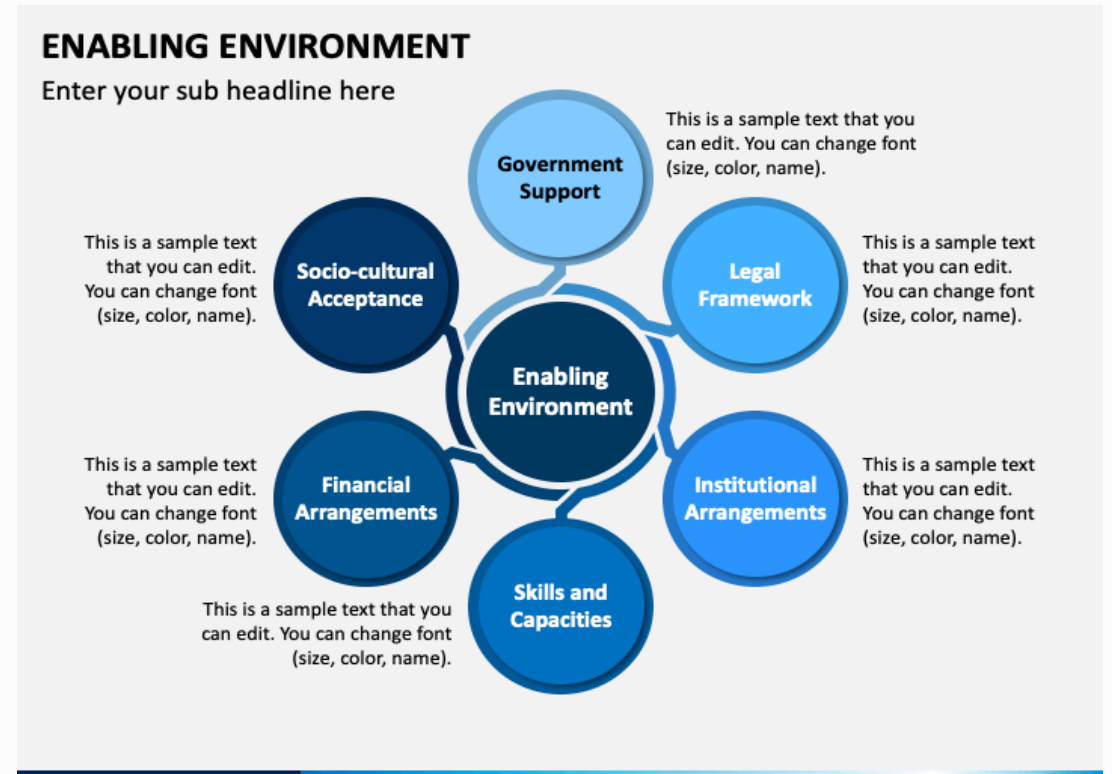 ENABLING ENVIRONMENT
Enter your sub headline here
Government
Support
This is a sample text that you
can edit. You can change font
(size, color, name).
Legal
Framework
This is a sample text
that you can edit.
You can change font
(size, color, name).
Institutional
Arrangements
This is a sample text
that you can edit.
You can change font
(size, color, name).
Skills and
Capacities
This is a sample text that you
can edit. You can change font
(size, color, name).
Financial
Arrangements
This is a sample text
that you can edit.
You can change font
(size, color, name).
Socio-cultural
Acceptance
This is a sample text
that you can edit.
You can change font
(size, color, name).
Enabling
Environment